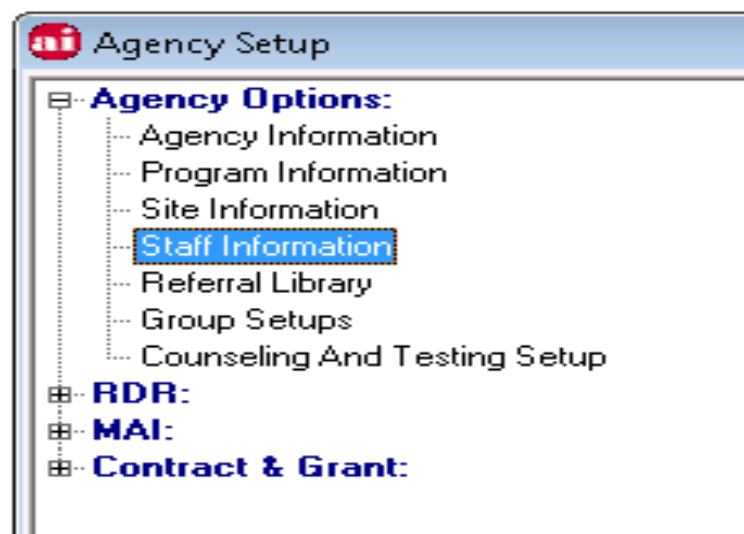 ai Agency Setup
Agency Options:
Agency Information
Program Information
Site Information
Staff Information
Referral Library
Group Setups
Counseling And Testing Setup
RDR:
MAI:
Contract & Grant: